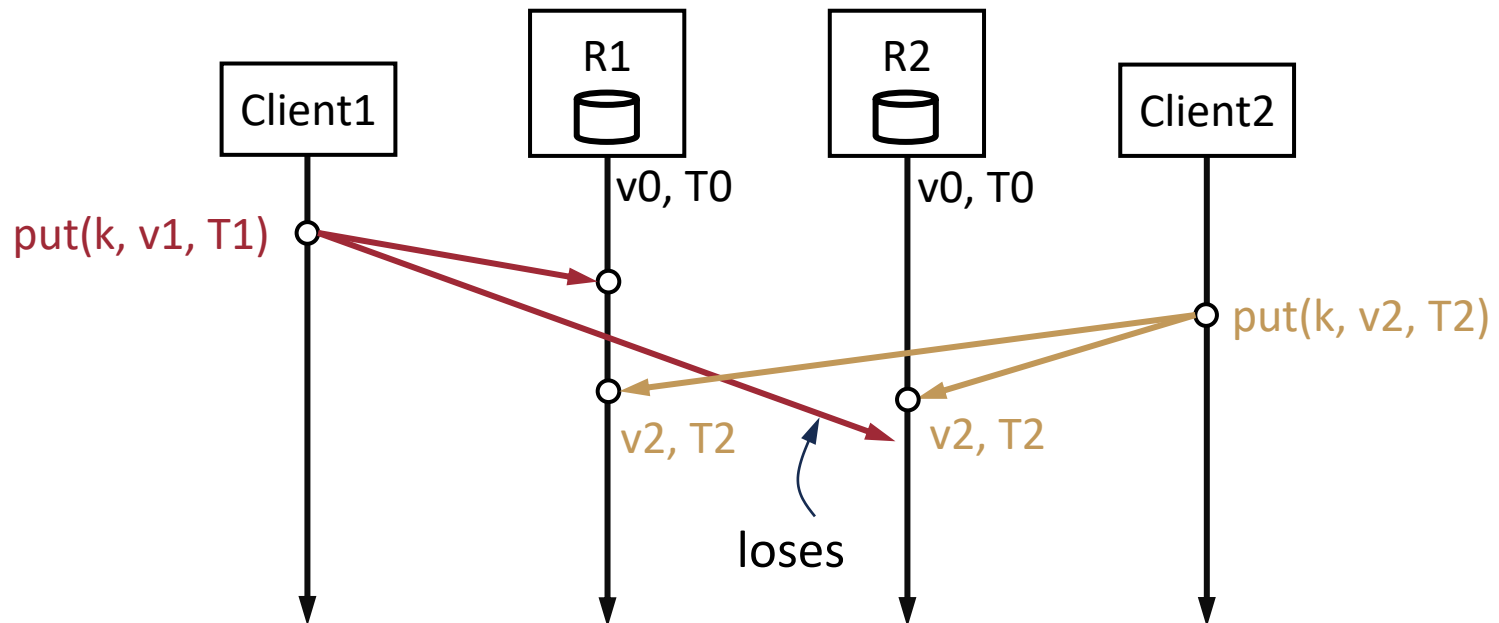 Client1
R1
R2
Client2
v0, T0
v0, T0
put(k, v1, T1)
put(k, v2, T2)
v2, T2
v2, T2
loses